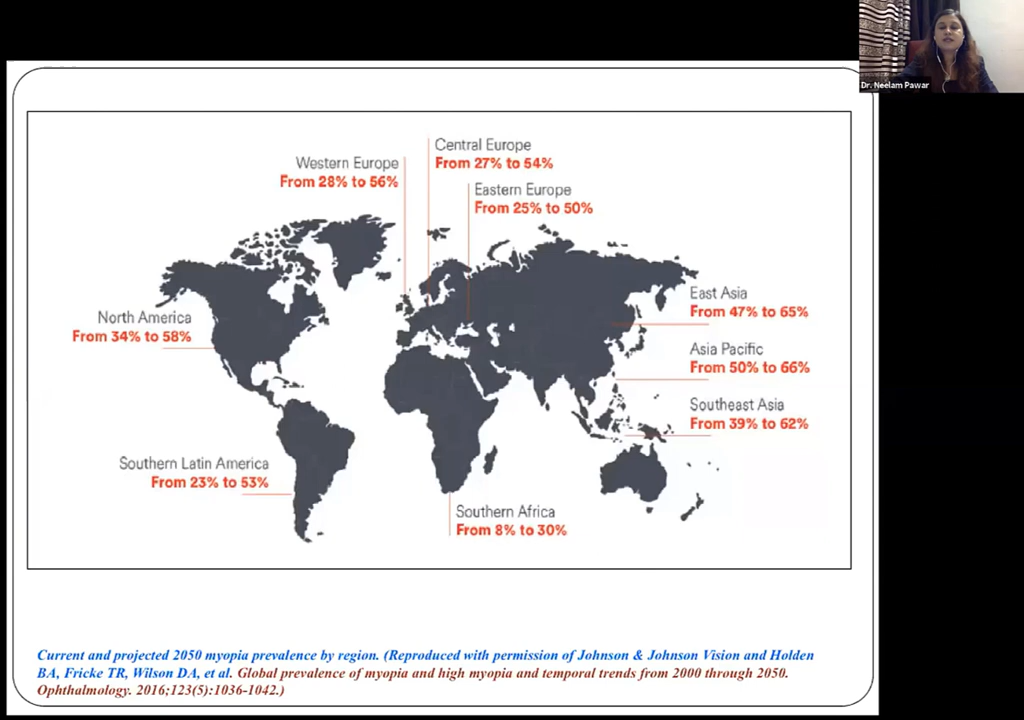 Dr. Neelam Pawar
Central Europe
From 27% to 54%
Western Europe
From 28% to 56%
Eastern Europe
From 25% to 50%
East Asia
From 47% to 65%
North America
From 34% to 58%
Asia Pacific
From 50% to 66%
Southeast Asia
From 39% to 62%
Southern Latin America
From 23% to 53%
Southern Africa
From 8% to 30%
Current and projected 2050 myopia prevalence by region. (Reproduced with permission of Johnson & Johnson Vision and Holden
BA, Fricke TR, Wilson DA, et al. Global prevalence of myopia and high myopia and temporal trends from 2000 through 2050.
Ophthalmology. 2016;123(5):1036-1042.)